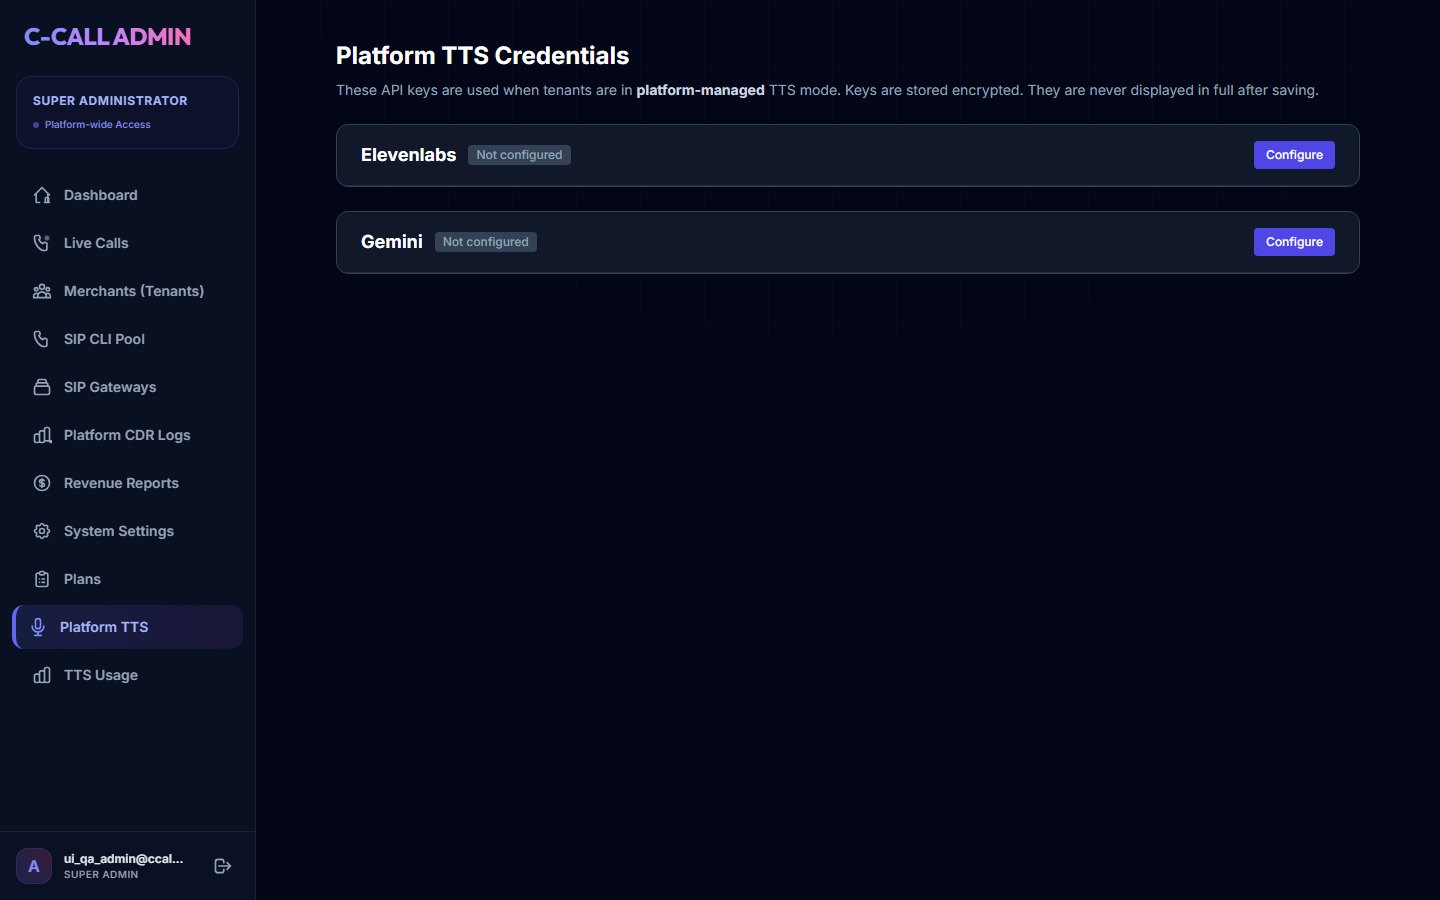 C-CALL ADMIN
SUPER ADMINISTRATOR
Platform-wide Access
Dashboard
Live Calls
Merchants (Tenants)
SIP CLI Pool
SIP Gateways
Platform CDR Logs
Revenue Reports
System Settings
Plans
Platform TTS
TTS Usage
A
ui_qa_admin@ccal...
SUPER ADMIN
Platform TTS Credentials
These API keys are used when tenants are in platform-managed TTS mode. Keys are stored encrypted. They are never displayed in full after saving.
Elevenlabs Not configured Configure
Gemini Not configured Configure